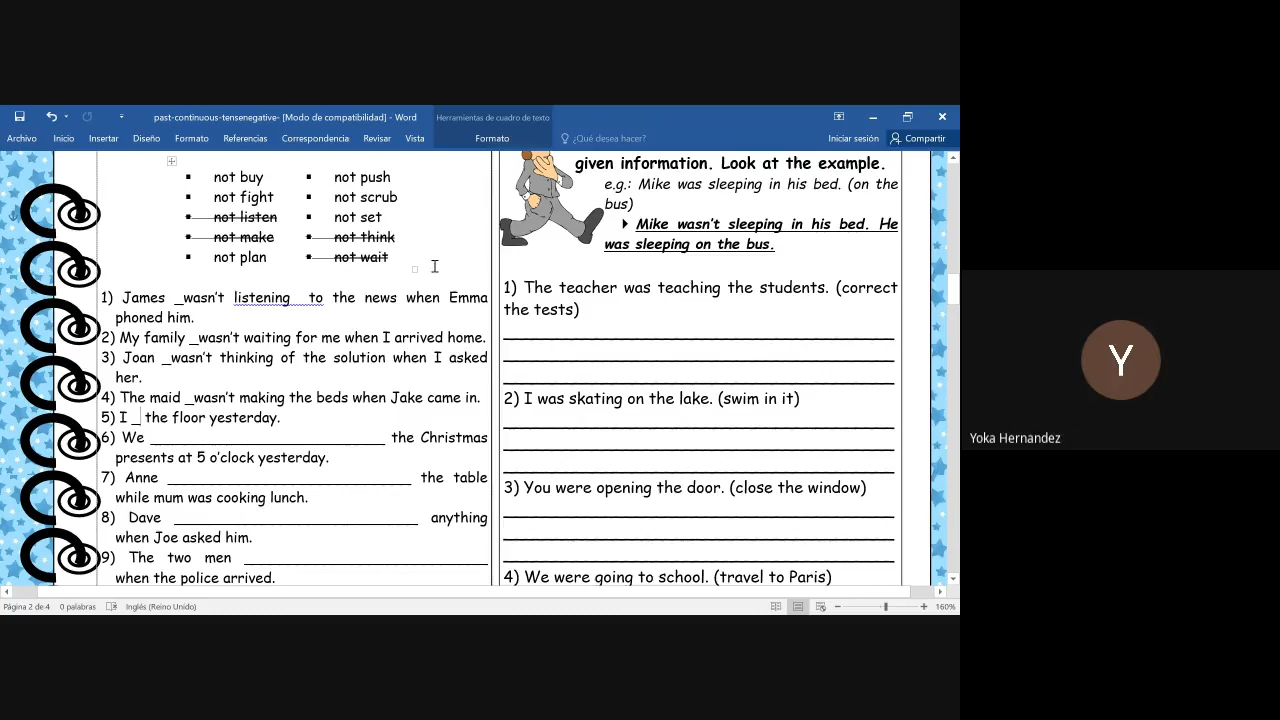 past-continuous-tensenegative- [Modo de compatibilidad] - Word
Herramientas de cuadro de texto
Archivo Insertar Diseño Formato Referencias Correspondencia Revisar Vista Formato ¿Qué desea hacer? Iniciar sesión Compartir
not buy
not fight
not listen
not make
not plan
not push
not scrub
not set
not think
not wait
1) James _wasn't listening to the news when Emma
phoned him.
2) My family _wasn't waiting for me when I arrived home.
3) Joan _wasn't thinking of the solution when I asked
her.
4) The maid _wasn't making the beds when Jake came in.
5) I _ the floor yesterday.
6) We __________________________ the Christmas
presents at 5 o'clock yesterday.
7) Anne ___________________________ the table
while mum was cooking lunch.
8) Dave ___________________________ anything
when Joe asked him.
9) The two men ___________________________
when the police arrived.
given information. Look at the example.
e.g.: Mike was sleeping in his bed. (on the
bus)
Mike wasn't sleeping in his bed. He
was sleeping on the bus.
1) The teacher was teaching the students. (correct
the tests)
2) I was skating on the lake. (swim in it)
3) You were opening the door. (close the window)
4) We were going to school. (travel to Paris)
Página 2 de 4 0 palabras Inglés (Reino Unido) 160%
Y
Yoka Hernandez